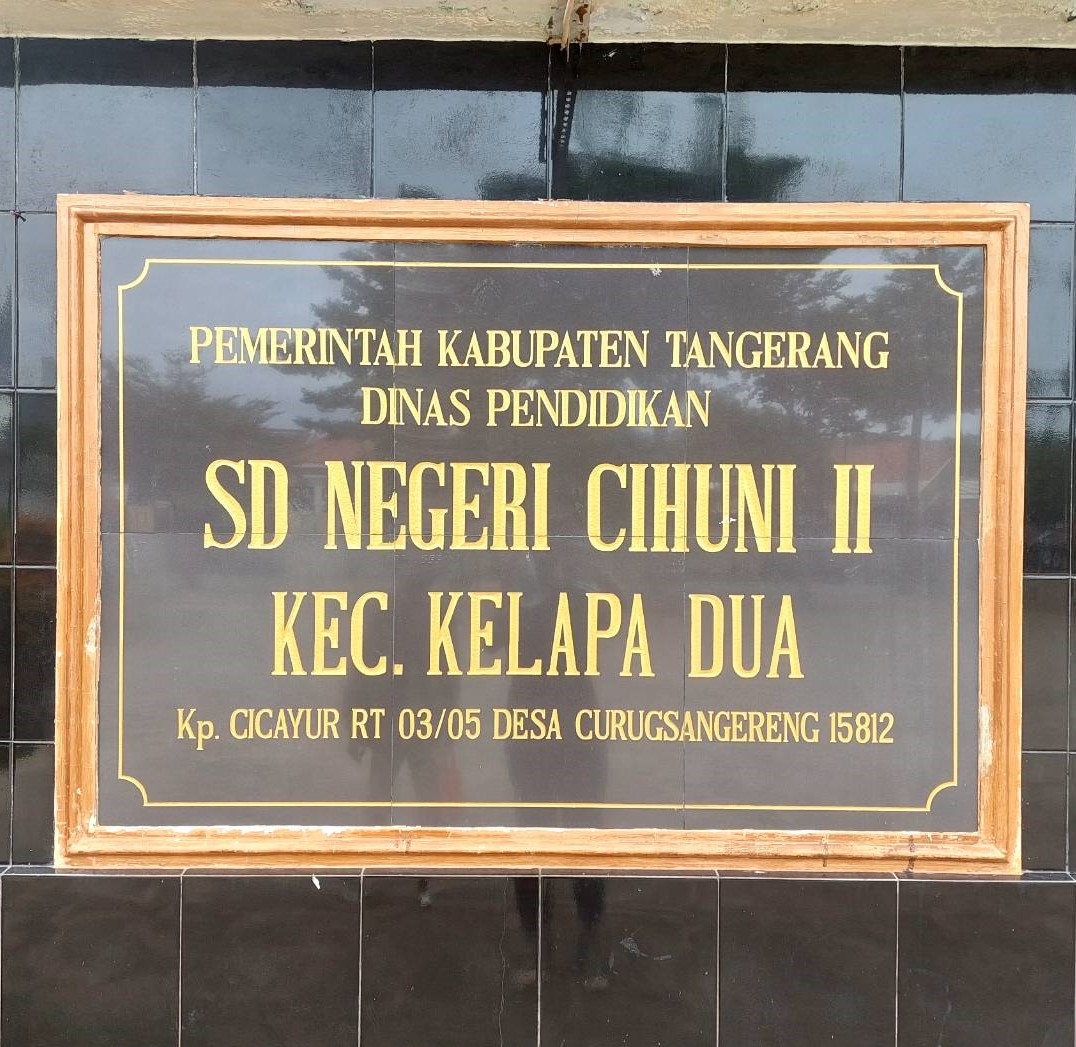 PEMERINTAH KABUPATEN TANGERANG
DINAS PENDIDIKAN
SD NEGERI CIHUNI II
KEC. KELAPA DUA
Kp. CICAYUR RT 03/05 DESA CURUGSANGERENG 15812